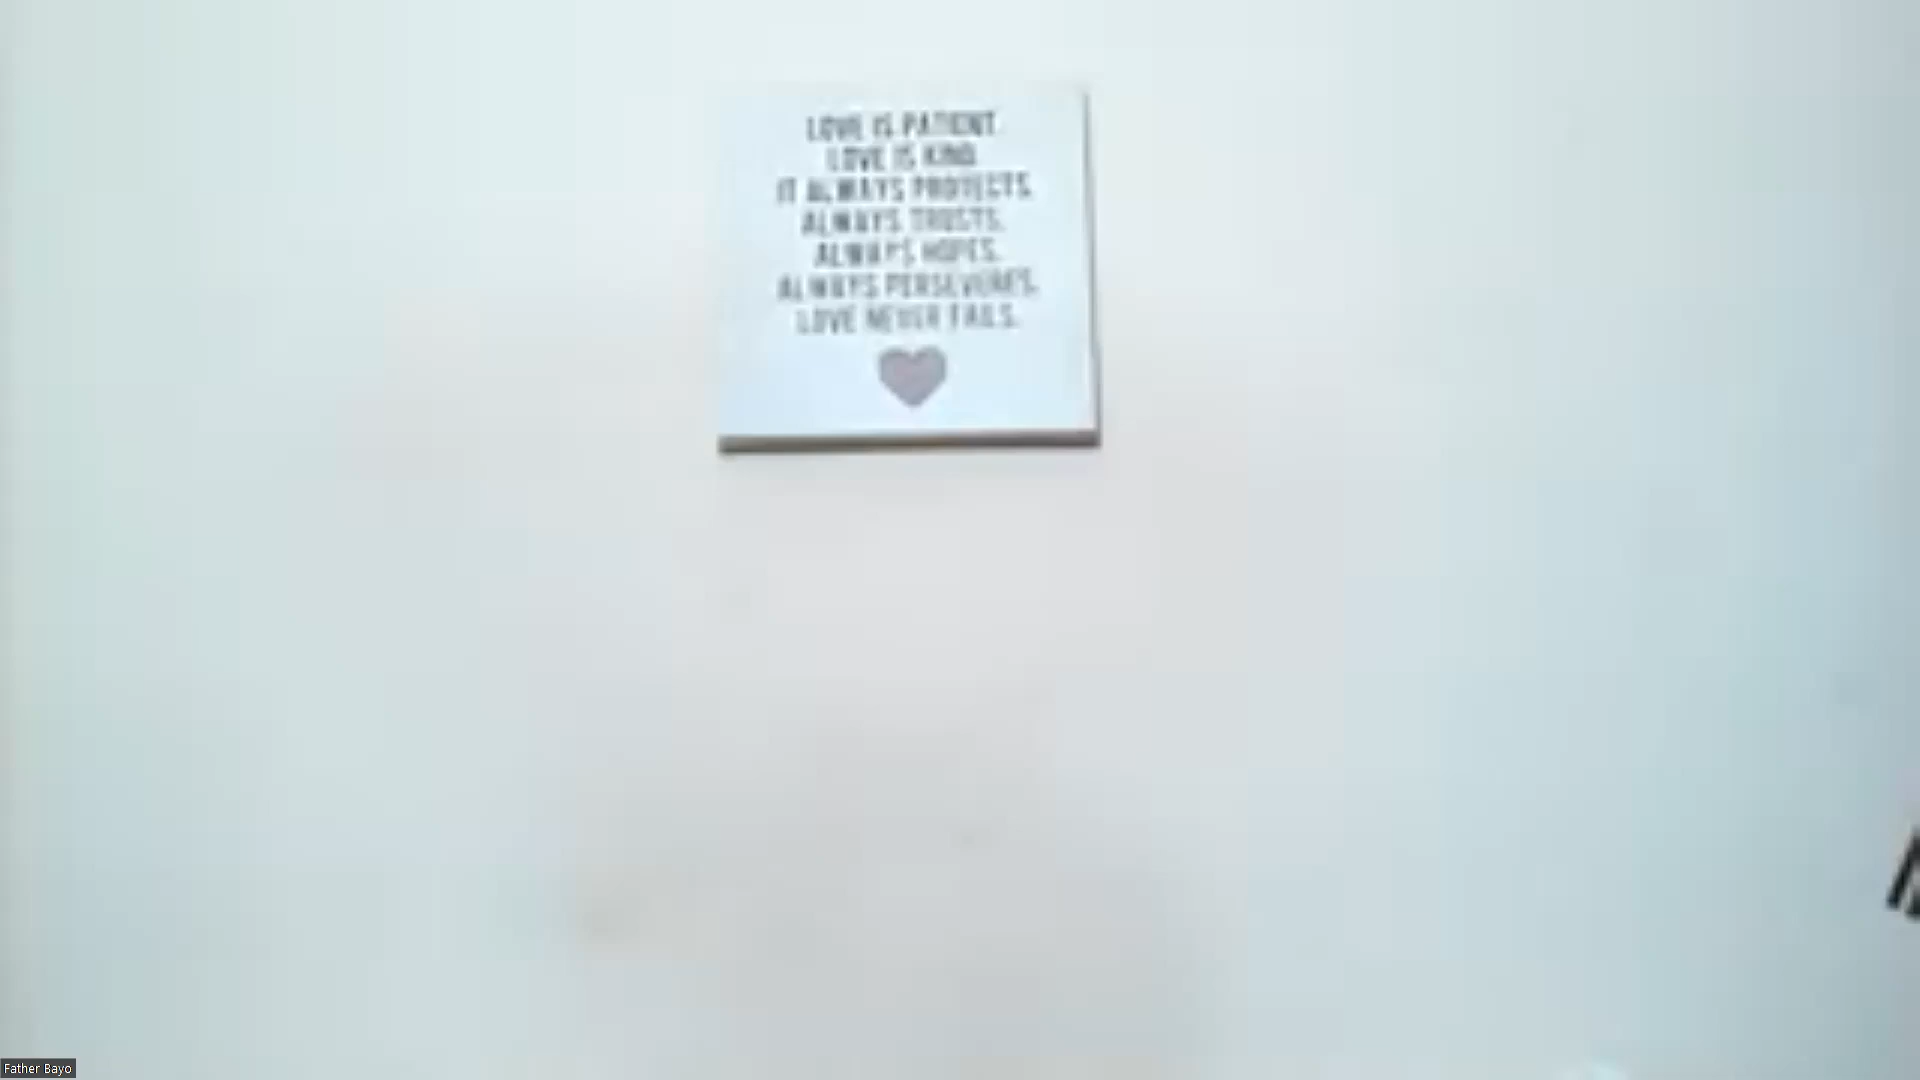 LOVE IS PATIENT
LOVE IS KIND
IT ALWAYS PROTECTS
ALWAYS TRUSTS.
ALWAYS HOPES.
ALWAYS PERSEVERES.
LOVE NEVER FAILS.
Father Bayo